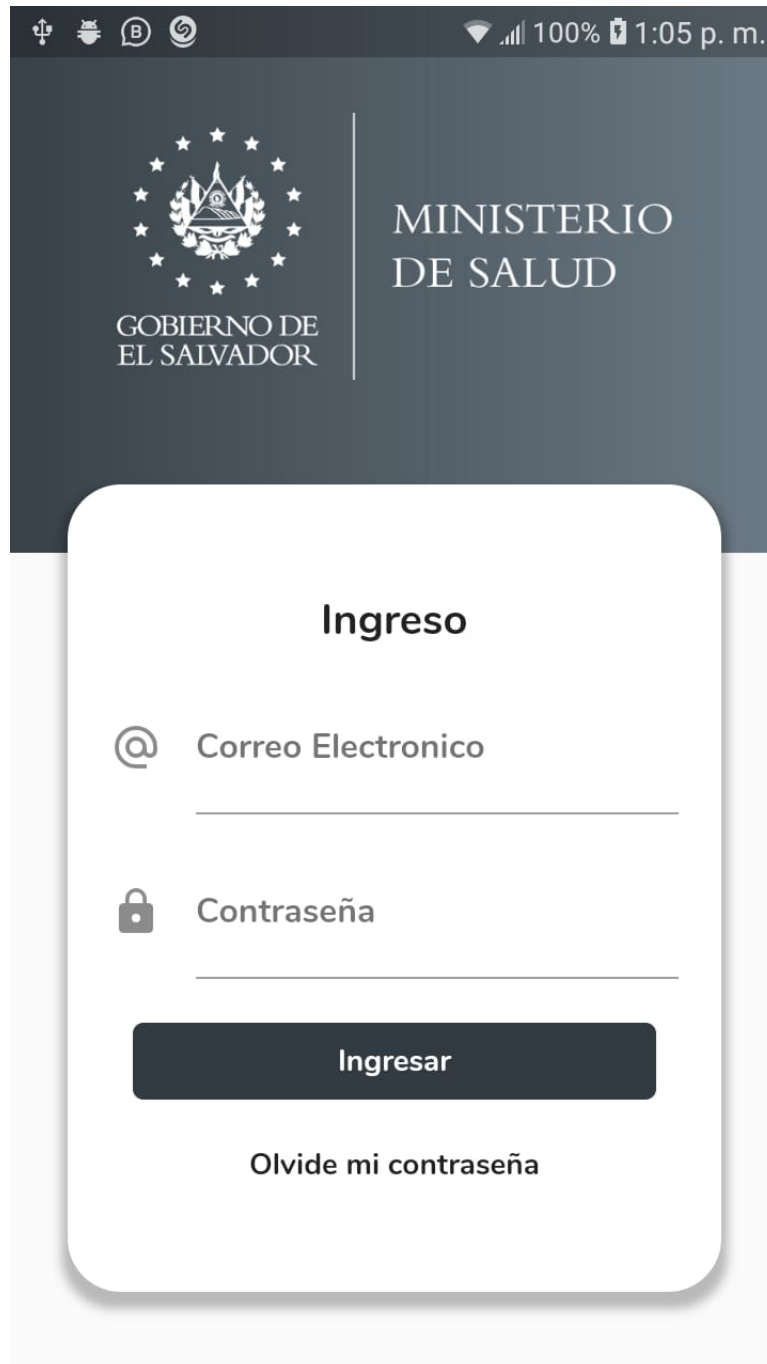 100% 1:05 p. m.
MINISTERIO
DE SALUD
GOBIERNO DE
EL SALVADOR
Ingreso
Correo Electronico
Contraseña
Ingresar
Olvide mi contraseña